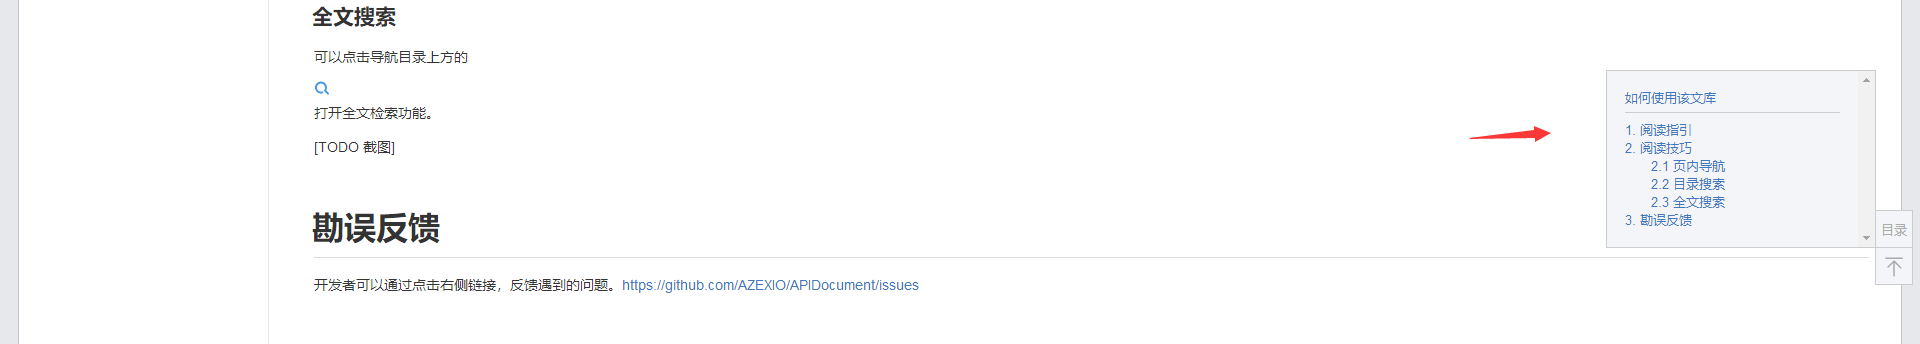 全文搜索
可以点击导航目录上方的
打开全文检索功能。
[TODO 截图]
勘误反馈
开发者可以通过点击右侧链接，反馈遇到的问题。https://github.com/AZEXIO/APIDocument/issues
如何使用该文库
1. 阅读指引
2. 阅读技巧
2.1 页内导航
2.2 目录搜索
2.3 全文搜索
3. 勘误反馈
目录